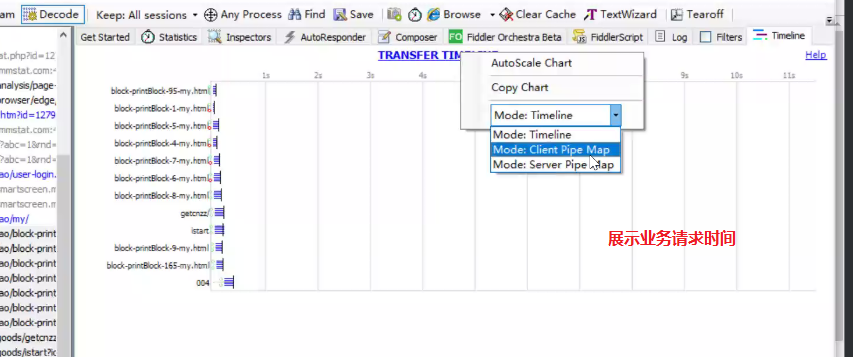 am Decode Keep: All sessions Any Process Find Save Browse Clear Cache TextWizard Tearoff
Get Started Statistics Inspectors AutoResponder Composer FO Fiddler Orchestra Beta FiddlerScript Log Filters Timeline
stat.php?id=12
mmstat.com:4
analysis/page-
browser/edge,
htm?id=1279
?abc=1&rnd=
mmstat.com:4
?abc=1&rnd=
ao/user-login.
martscreen.m
martscreen.m
ao/my/
ao/block-print
ao/block-print
ao/block-print
ao/block-print
ao/block-print
ao/block-print
goods/getcnzz
goods/istart?i
TRANSFER TIMELINE
Help
1s 2s 3s 4s 9s 10s 11s
block-printBlock-95-my.html
block-printBlock-1-my.html
block-printBlock-5-my.html
block-printBlock-4-my.html
block-printBlock-7-my.html
block-printBlock-6-my.html
block-printBlock-8-my.html
getcnzz/
istart
block-printBlock-9-my.html
block-printBlock-165-my.html
004
AutoScale Chart
Copy Chart
Mode: Timeline
Mode: Timeline
Mode: Client Pipe Map
Mode: Server Pipe Map
展示业务请求时间